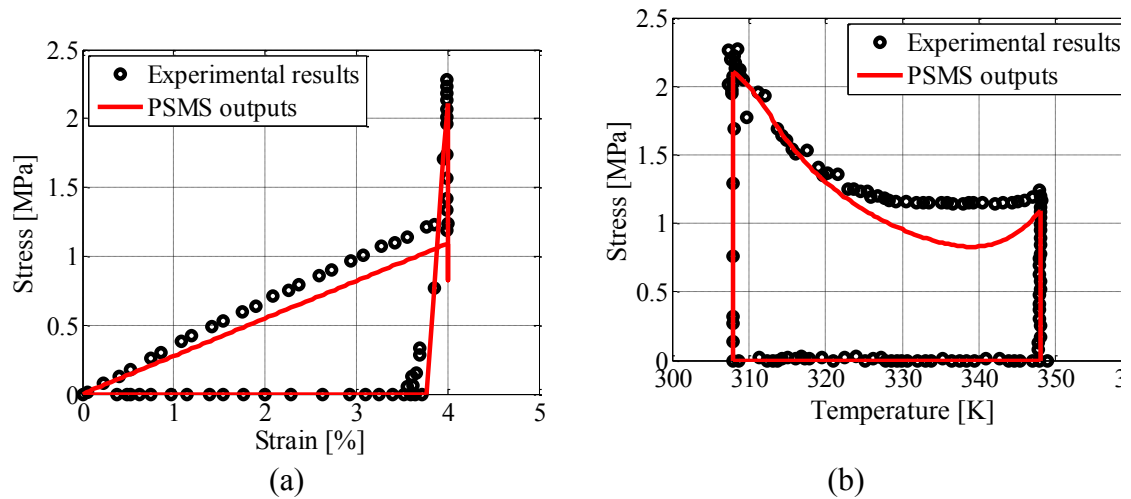 2.5
2
1.5
1
0.5
0
Stress [MPa]
Experimental results
PSMS outputs
0
1
2
3
4
5
Strain [%]
(a)
2.5
2
1.5
1
0.5
0
Stress [MPa]
Experimental results
PSMS outputs
300
310
320
330
340
350
Temperature [K]
(b)